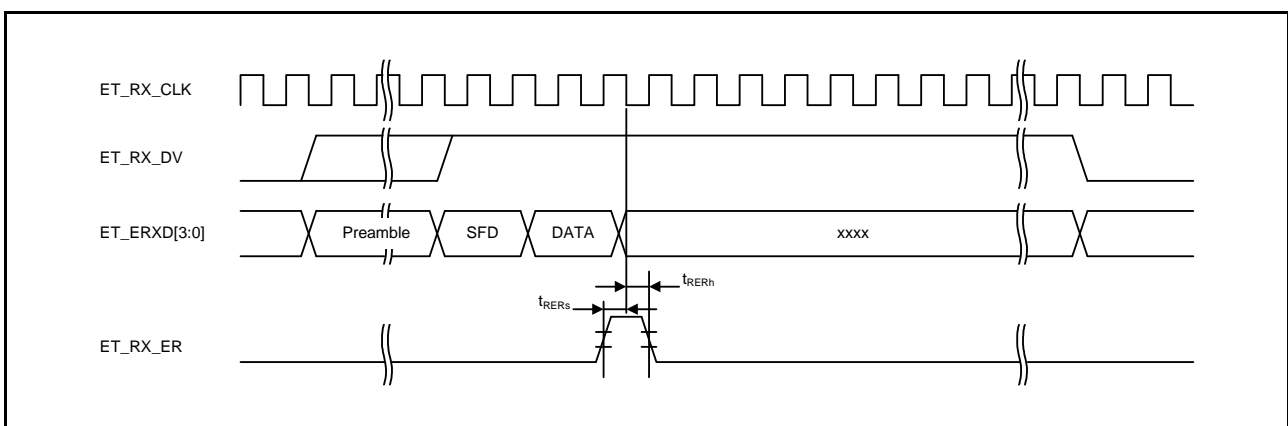 ET_RX_CLK
ET_RX_DV
ET_ERXD[3:0]
Preamble
SFD
DATA
xxxx
tRERh
tRERs
ET_RX_ER